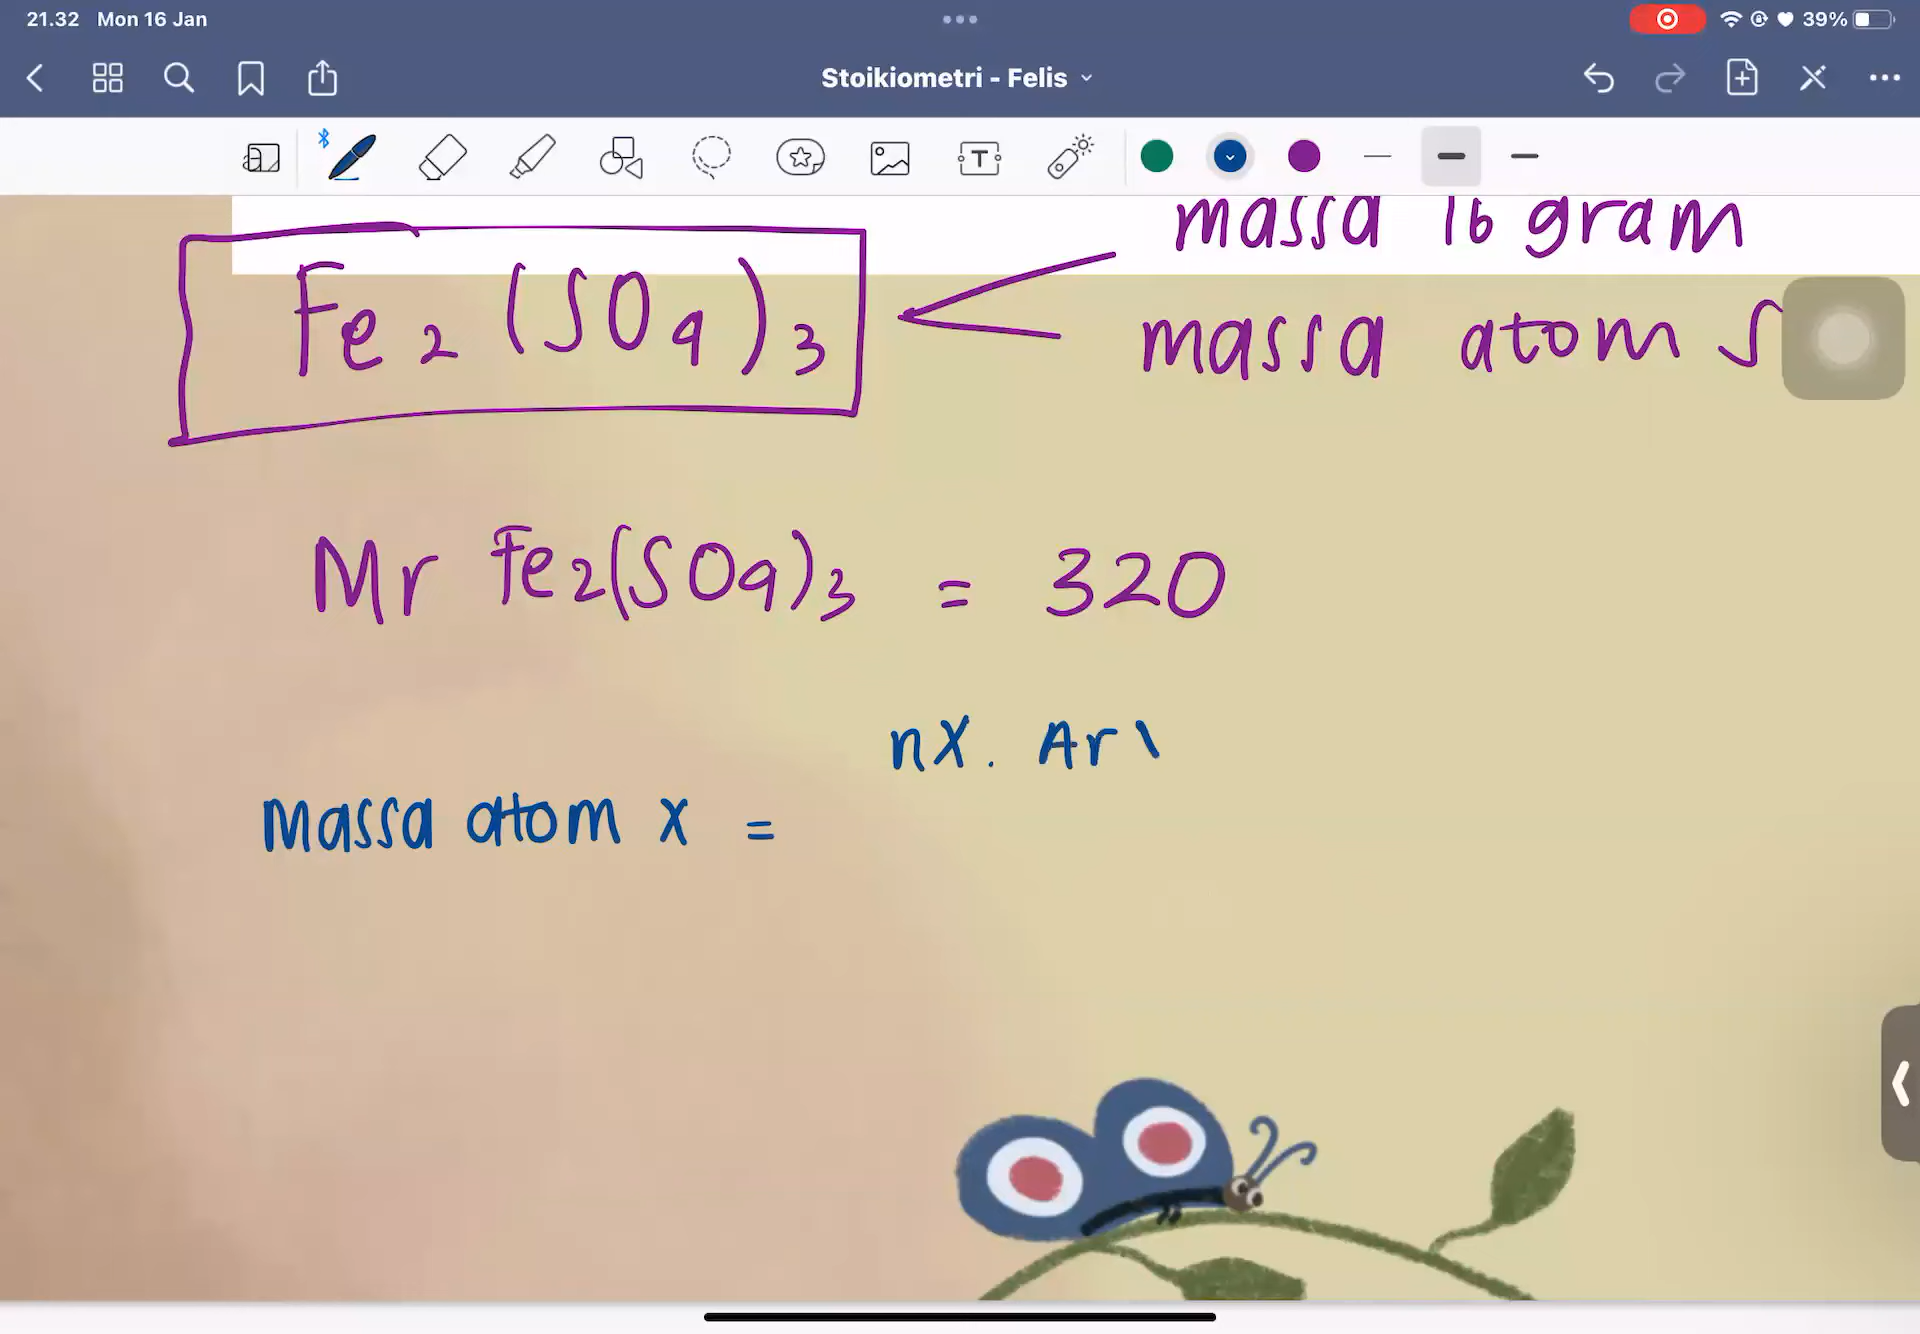 21.32 Mon 16 Jan
39%
Stoikiometri - Felis
massa 16 gram
Fe₂(SO₄)₃
massa atom S
Mr Fe₂(SO₄)₃ = 320
nX. Ar \
massa atom x =